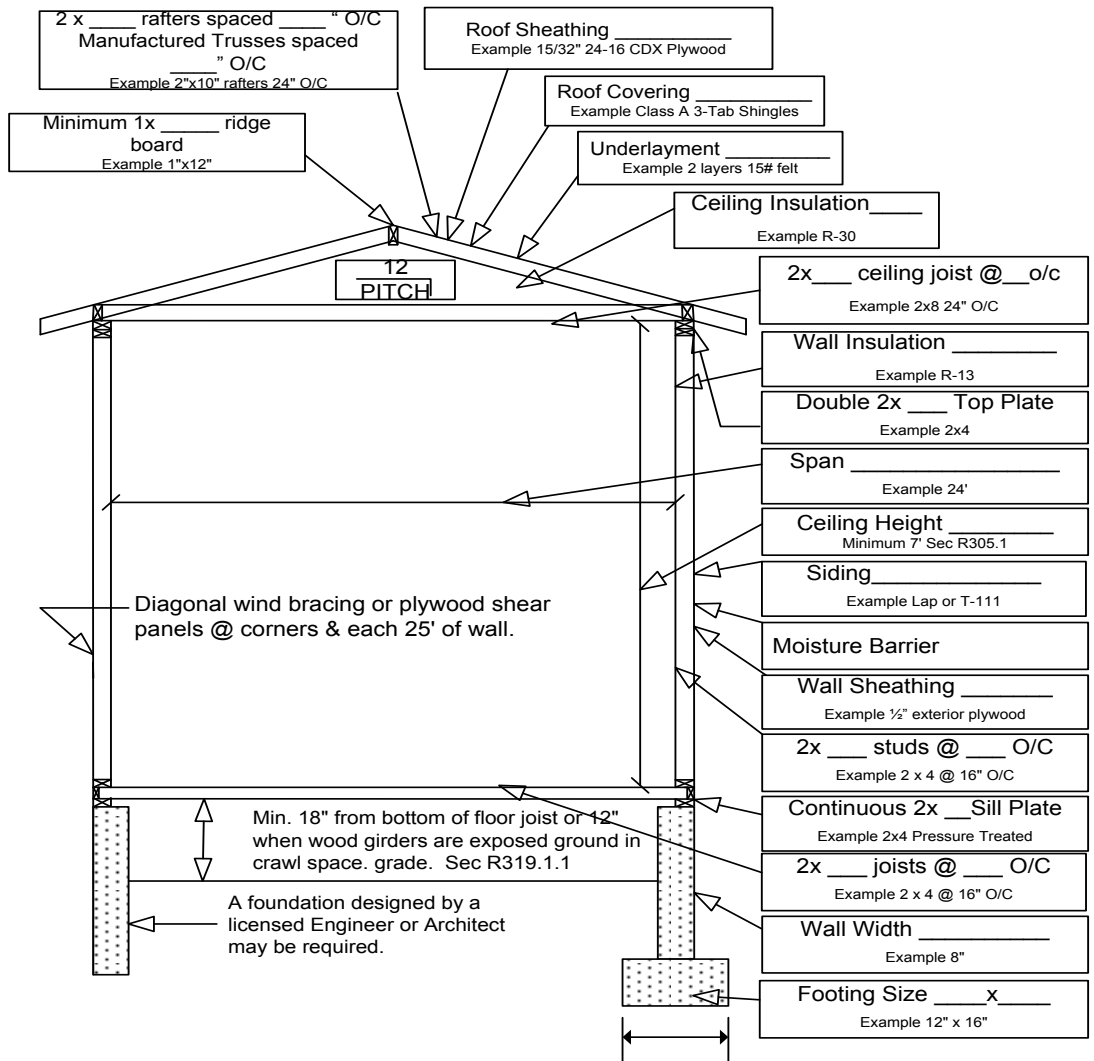 2 x ____ rafters spaced ____ “ O/C
Manufactured Trusses spaced
____” O/C
Example 2"x10" rafters 24" O/C
Roof Sheathing __________
Example 15/32" 24-16 CDX Plywood
Roof Covering __________
Example Class A 3-Tab Shingles
Minimum 1x _____ ridge
board
Example 1"x12"
Underlayment _________
Example 2 layers 15# felt
Ceiling Insulation____
Example R-30
12
PITCH
2x___ ceiling joist @__o/c
Example 2x8 24" O/C
Wall Insulation ________
Example R-13
Double 2x ___ Top Plate
Example 2x4
Span ________________
Example 24'
Ceiling Height ________
Minimum 7' Sec R305.1
Siding_____________
Example Lap or T-111
Diagonal wind bracing or plywood shear
panels @ corners & each 25' of wall.
Moisture Barrier
Wall Sheathing _______
Example ½” exterior plywood
2x ___ studs @ ___ O/C
Example 2 x 4 @ 16" O/C
Continuous 2x __Sill Plate
Example 2x4 Pressure Treated
Min. 18" from bottom of floor joist or 12"
when wood girders are exposed ground in
crawl space. grade.  Sec R319.1.1
2x ___ joists @ ___ O/C
Example 2 x 4 @ 16" O/C
A foundation designed by a
licensed Engineer or Architect
may be required.
Wall Width __________
Example 8"
Footing Size ____x____
Example 12" x 16"